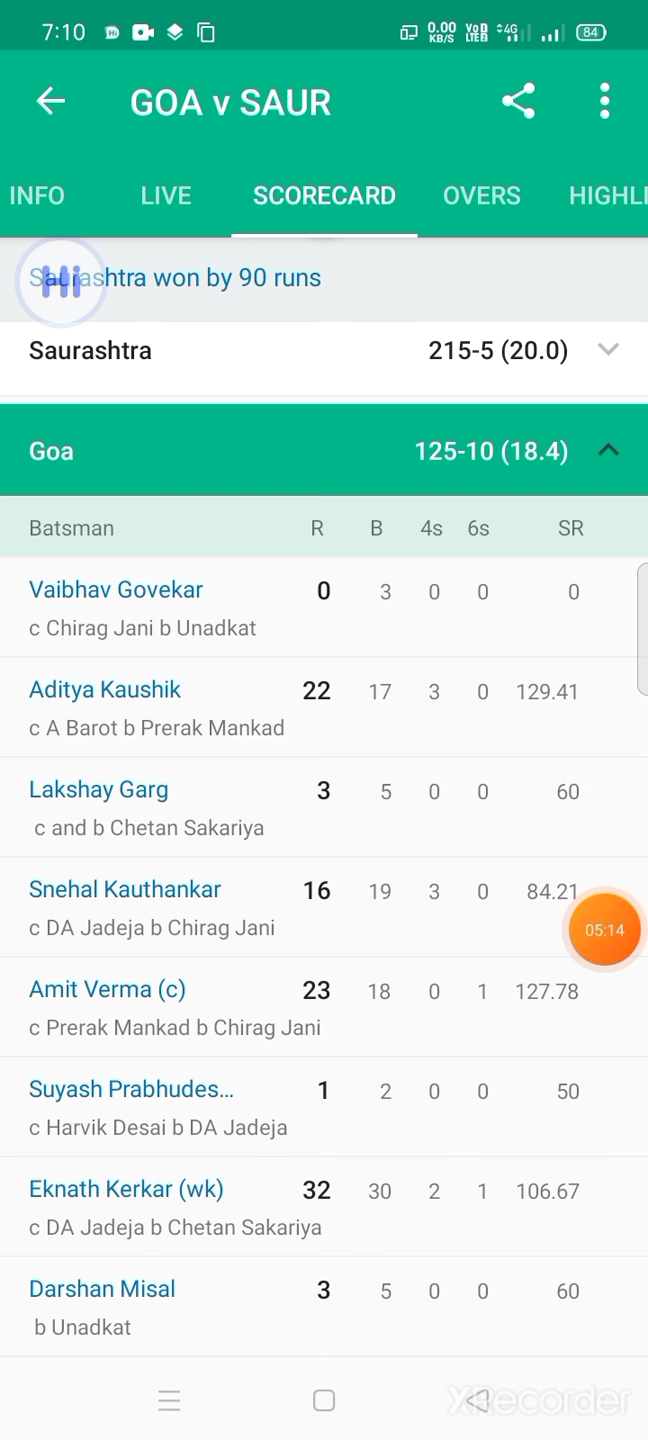 7:10 0.00 KB/S VoD LTE2 4G 84
GOA v SAUR
INFO LIVE SCORECARD OVERS HIGHLI
Saurashtra won by 90 runs
Hi
Saurashtra 215-5 (20.0)
Goa 125-10 (18.4)
Batsman R B 4s 6s SR
Vaibhav Govekar 0 3 0 0 0
c Chirag Jani b Unadkat
Aditya Kaushik 22 17 3 0 129.41
c A Barot b Prerak Mankad
Lakshay Garg 3 5 0 0 60
c and b Chetan Sakariya
Snehal Kauthankar 16 19 3 0 84.21
c DA Jadeja b Chirag Jani
05:14
Amit Verma (c) 23 18 0 1 127.78
c Prerak Mankad b Chirag Jani
Suyash Prabhudes... 1 2 0 0 50
c Harvik Desai b DA Jadeja
Eknath Kerkar (wk) 32 30 2 1 106.67
c DA Jadeja b Chetan Sakariya
Darshan Misal 3 5 0 0 60
b Unadkat
XRecorder